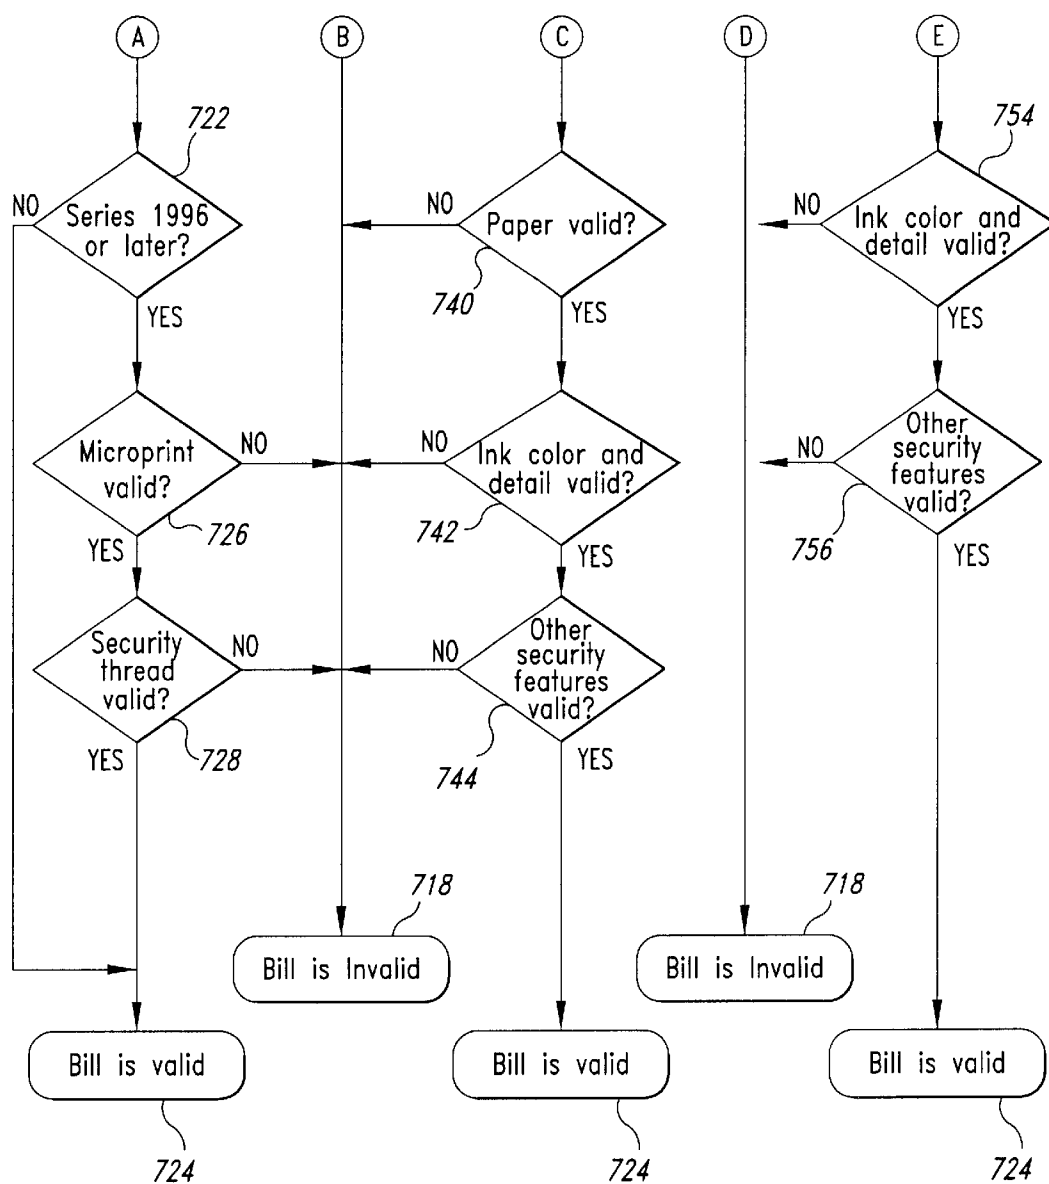 A
B
C
D
E
722
754
NO
Series 1996
or later?
YES
NO
Paper valid?
740
YES
NO
Ink color and
detail valid?
YES
Microprint
valid?
NO
726
YES
NO
Ink color and
detail valid?
742
YES
NO
Other
security
features
valid?
756
YES
Security
thread
valid?
NO
728
YES
NO
Other
security
features
valid?
744
YES
718
Bill is Invalid
718
Bill is Invalid
Bill is valid
724
Bill is valid
724
Bill is valid
724